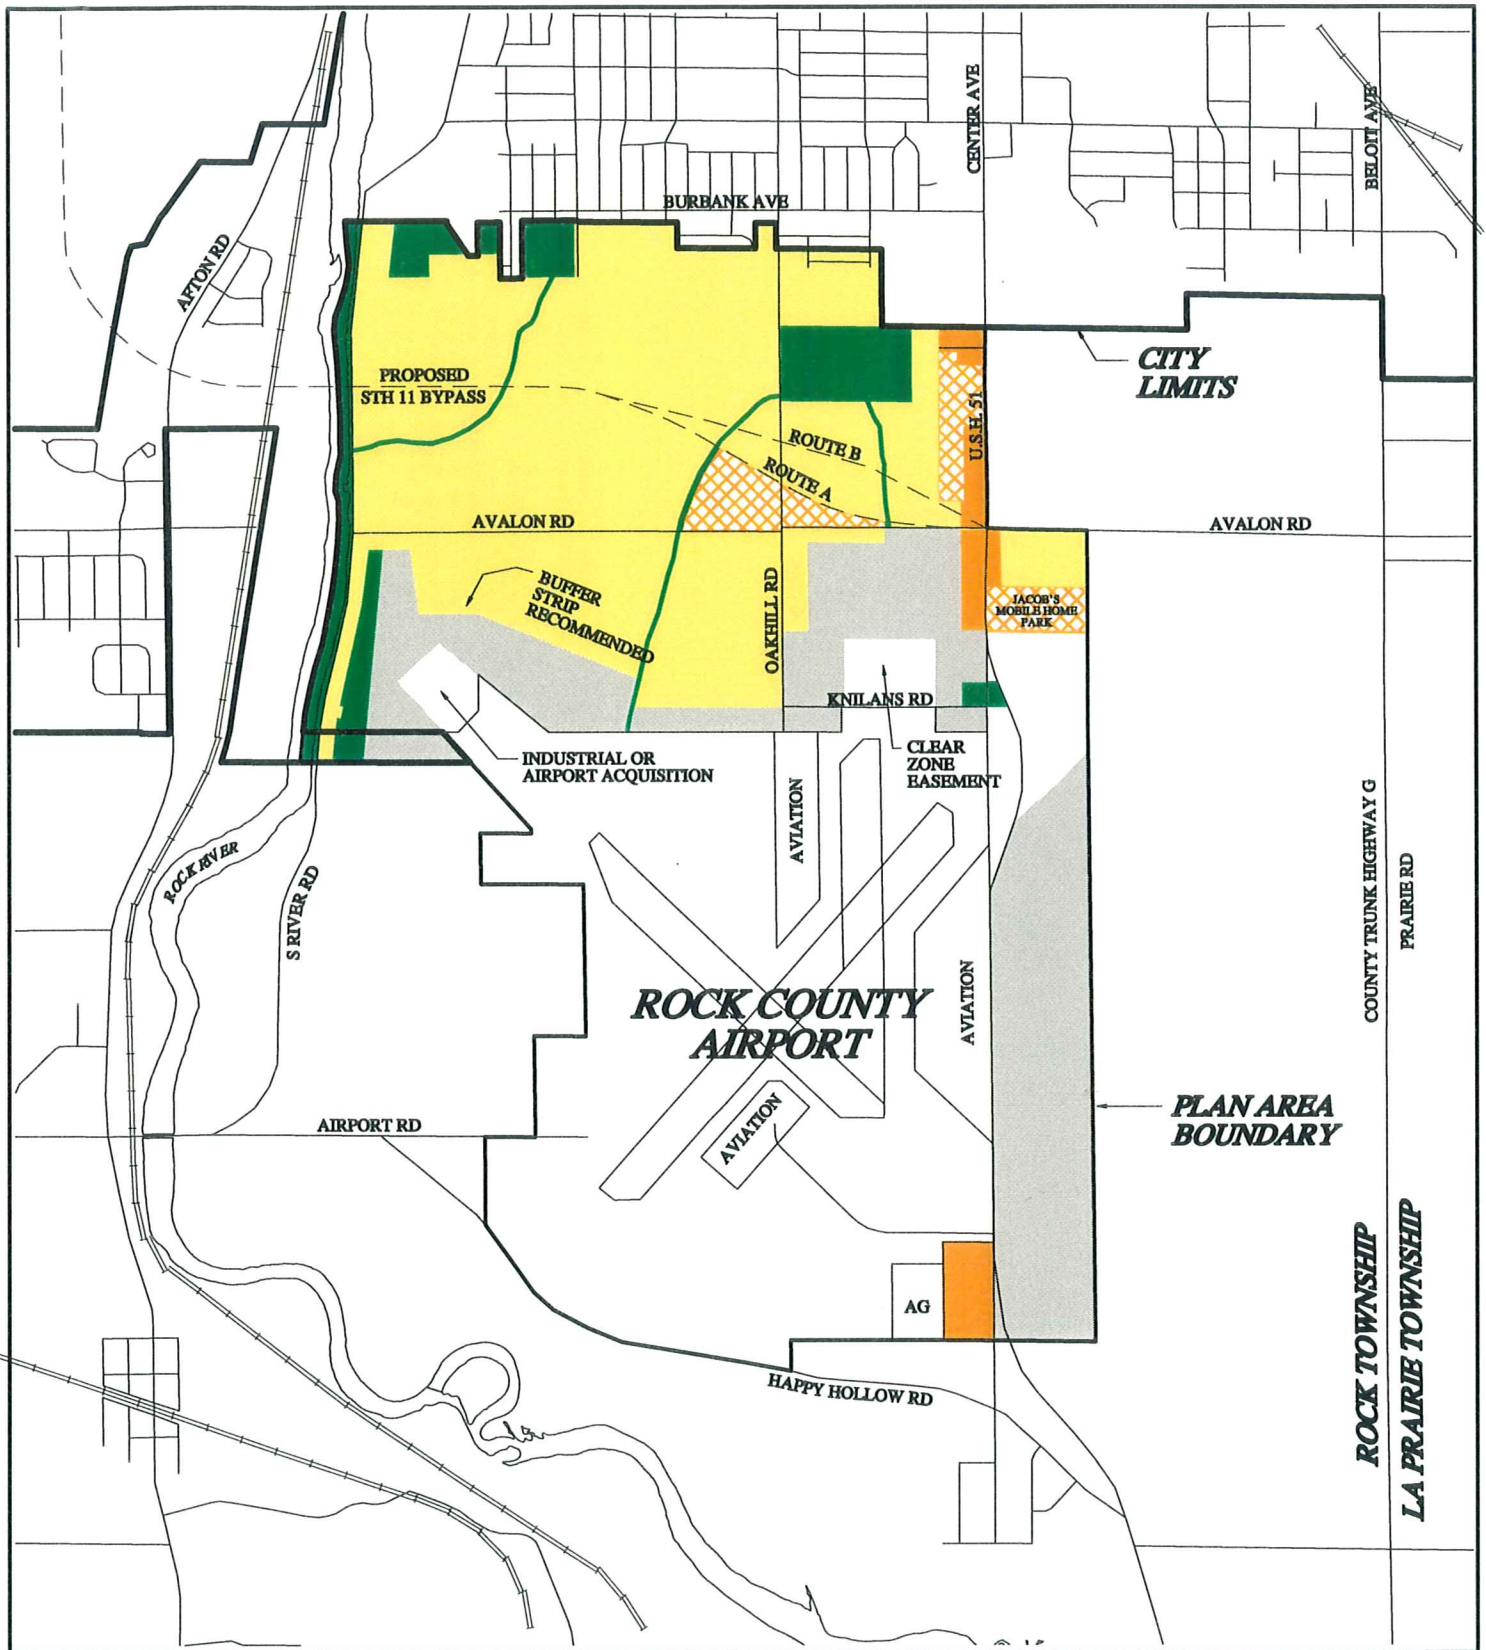 CENTER AVE
BELOIT AVE
BURBANK AVE
AFTON RD
PROPOSED
STH 11 BYPASS
CITY
LIMITS
U.S.H. 51
ROUTE B
ROUTE A
AVALON RD
AVALON RD
BUFFER
STRIP
RECOMMENDED
OAKHILL RD
JACOB'S
MOBILE HOME
PARK
KNILANS RD
INDUSTRIAL OR
AIRPORT ACQUISITION
CLEAR
ZONE
EASEMENT
AVIATION
ROCK RIVER
S RIVER RD
COUNTY TRUNK HIGHWAY G
PRAIRIE RD
ROCK COUNTY
AIRPORT
AVIATION
AVIATION
AIRPORT RD
PLAN AREA
BOUNDARY
AG
HAPPY HOLLOW RD
ROCK TOWNSHIP
LA PRAIRIE TOWNSHIP